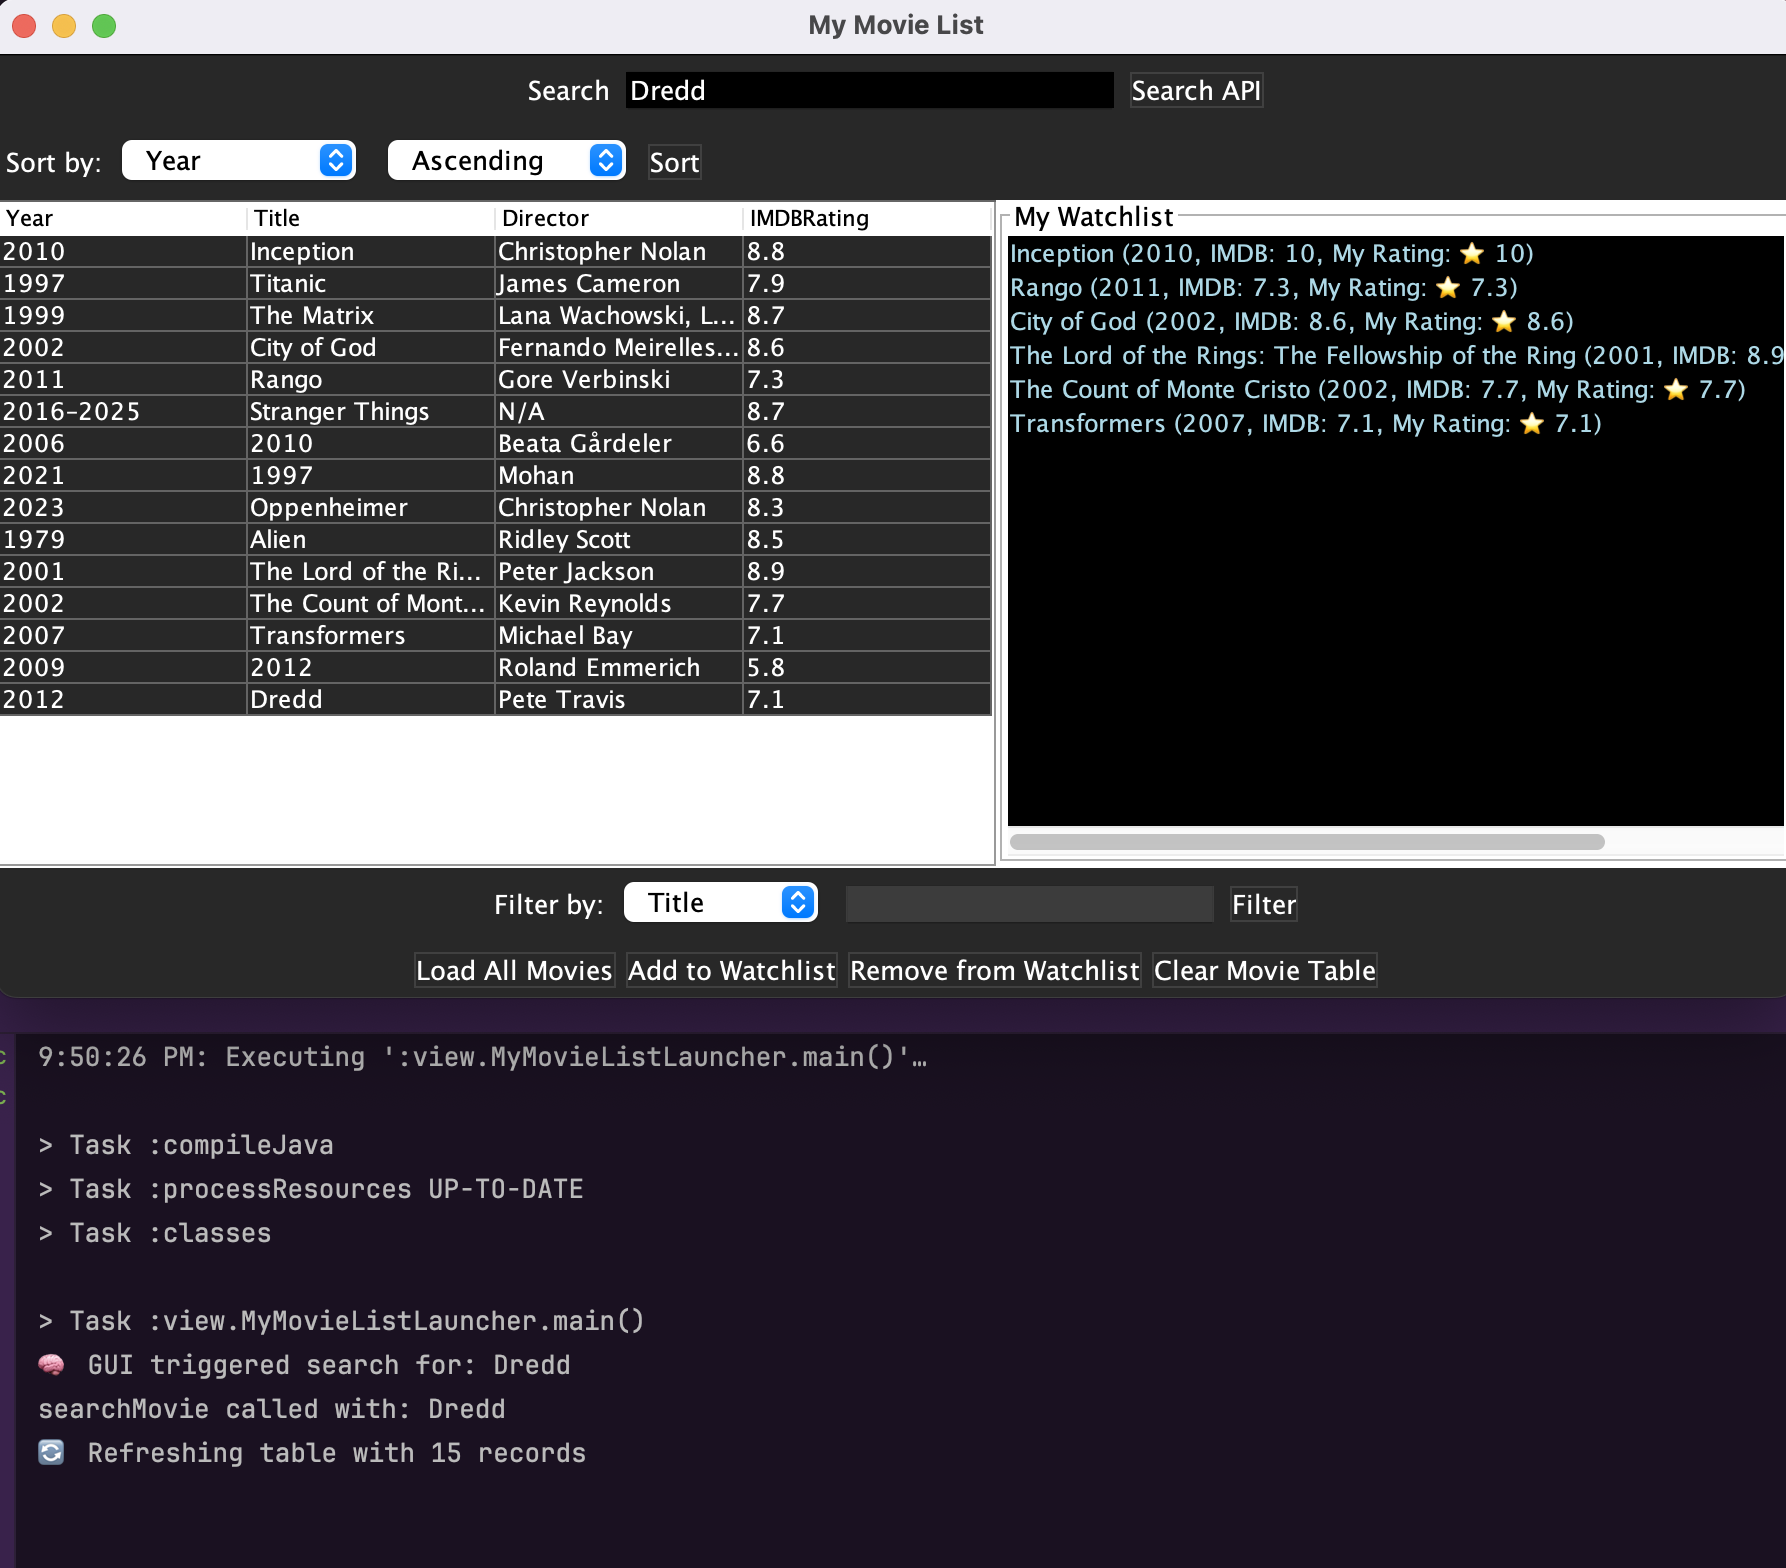 My Movie List
Search Dredd Search API
Sort by: Year Ascending Sort
Year Title Director IMDBRating
2010 Inception Christopher Nolan 8.8
1997 Titanic James Cameron 7.9
1999 The Matrix Lana Wachowski, L... 8.7
2002 City of God Fernando Meirelles... 8.6
2011 Rango Gore Verbinski 7.3
2016-2025 Stranger Things N/A 8.7
2006 2010 Beata Gårdeler 6.6
2021 1997 Mohan 8.8
2023 Oppenheimer Christopher Nolan 8.3
1979 Alien Ridley Scott 8.5
2001 The Lord of the Ri... Peter Jackson 8.9
2002 The Count of Mont... Kevin Reynolds 7.7
2007 Transformers Michael Bay 7.1
2009 2012 Roland Emmerich 5.8
2012 Dredd Pete Travis 7.1
My Watchlist
Inception (2010, IMDB: 10, My Rating: ⭐ 10)
Rango (2011, IMDB: 7.3, My Rating: ⭐ 7.3)
City of God (2002, IMDB: 8.6, My Rating: ⭐ 8.6)
The Lord of the Rings: The Fellowship of the Ring (2001, IMDB: 8.9
The Count of Monte Cristo (2002, IMDB: 7.7, My Rating: ⭐ 7.7)
Transformers (2007, IMDB: 7.1, My Rating: ⭐ 7.1)
Filter by: Title Filter
Load All Movies Add to Watchlist Remove from Watchlist Clear Movie Table
9:50:26 PM: Executing ':view.MyMovieListLauncher.main()'…
> Task :compileJava
> Task :processResources UP-TO-DATE
> Task :classes
> Task :view.MyMovieListLauncher.main()
🧠 GUI triggered search for: Dredd
searchMovie called with: Dredd
🔄 Refreshing table with 15 records